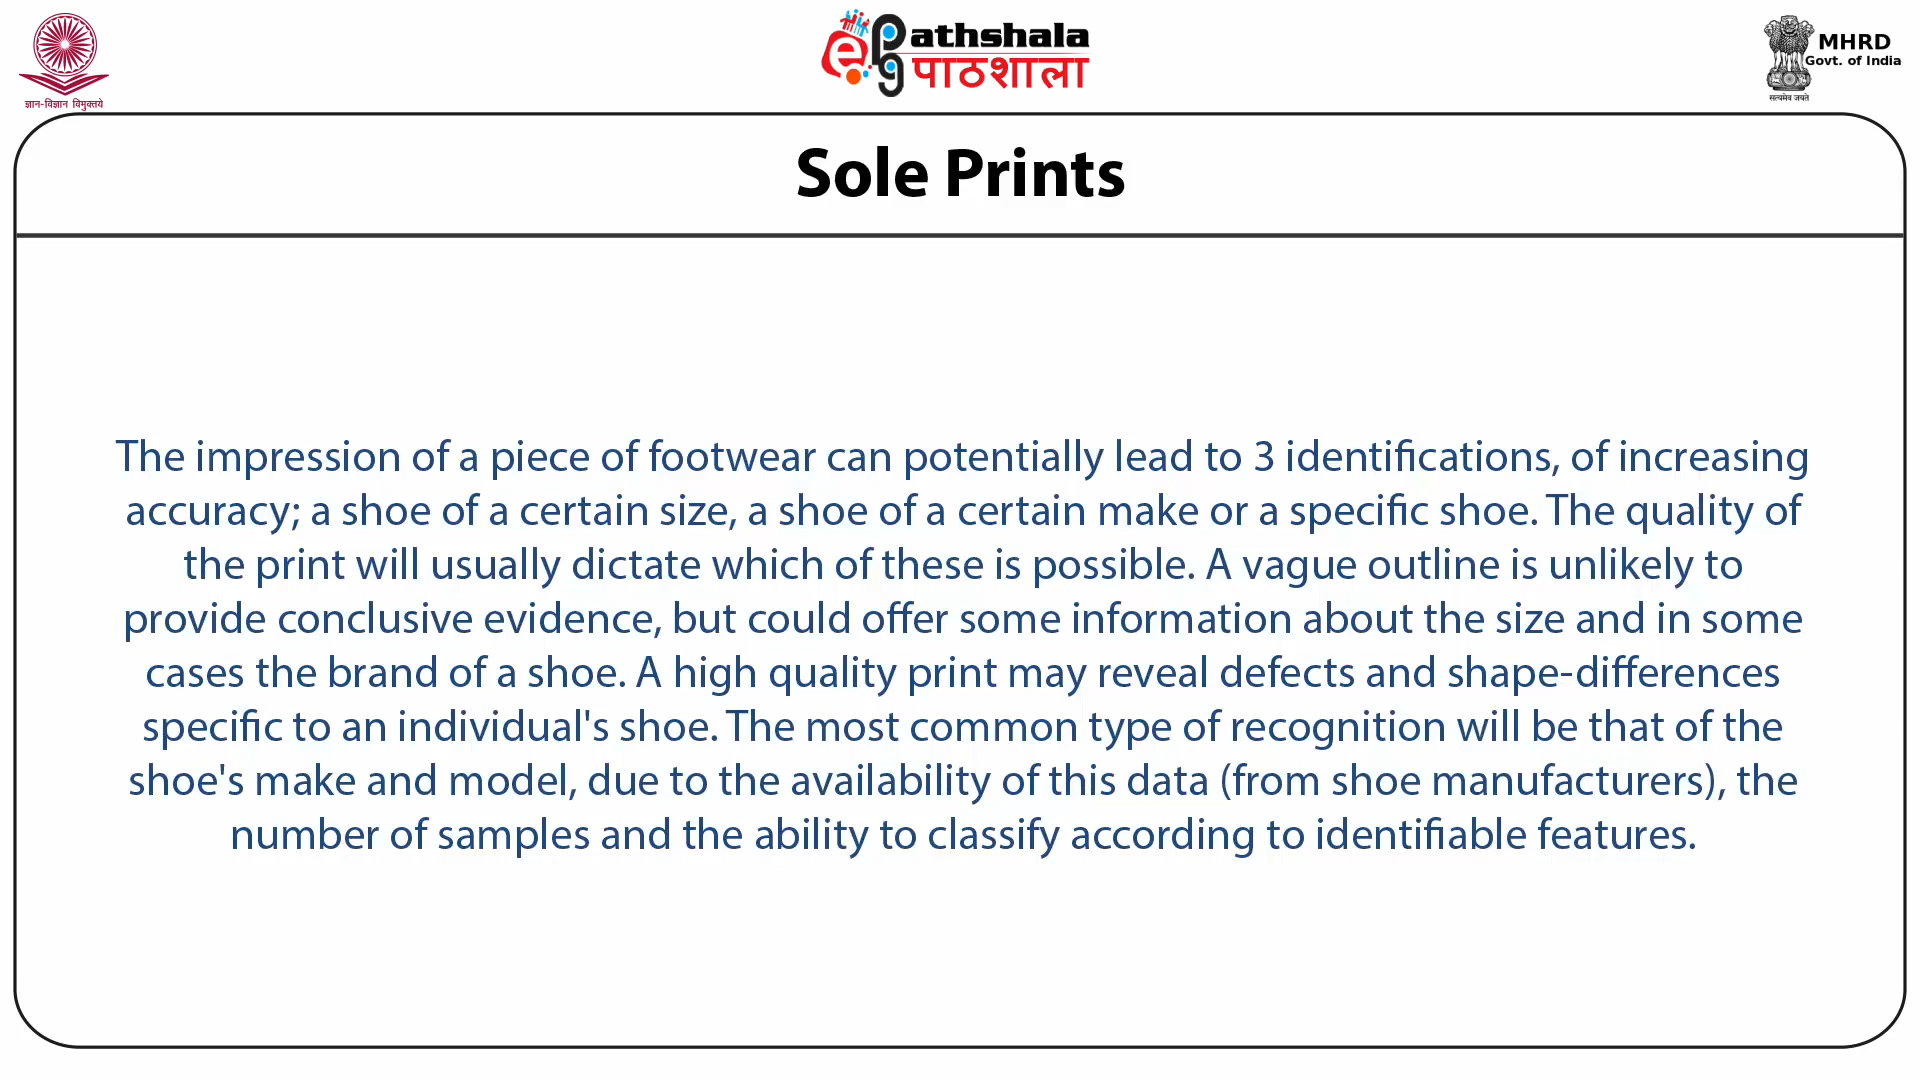 ज्ञान-विज्ञान विमुक्तये
e
PG
athshala
पाठशाला
MHRD
Govt. of India
सत्यमेव जयते
Sole Prints
The impression of a piece of footwear can potentially lead to 3 identifications, of increasing
accuracy; a shoe of a certain size, a shoe of a certain make or a specific shoe. The quality of
the print will usually dictate which of these is possible. A vague outline is unlikely to
provide conclusive evidence, but could offer some information about the size and in some
cases the brand of a shoe. A high quality print may reveal defects and shape-differences
specific to an individual's shoe. The most common type of recognition will be that of the
shoe's make and model, due to the availability of this data (from shoe manufacturers), the
number of samples and the ability to classify according to identifiable features.